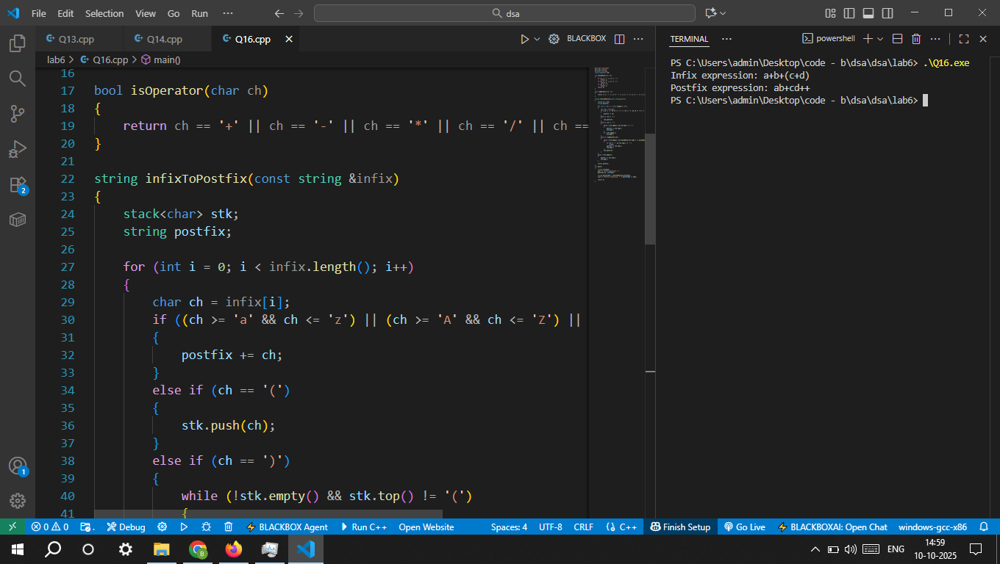 File Edit Selection View Go Run ··· dsa
Q13.cpp Q14.cpp Q16.cpp BLACKBOX ···
lab6 > Q16.cpp > main()
16
17 bool isOperator(char ch)
18 {
19 return ch == '+' || ch == '-' || ch == '*' || ch == '/' || ch ==
20 }
21
22 string infixToPostfix(const string &infix)
23 {
24 stack<char> stk;
25 string postfix;
26
27 for (int i = 0; i < infix.length(); i++)
28 {
29 char ch = infix[i];
30 if ((ch >= 'a' && ch <= 'z') || (ch >= 'A' && ch <= 'Z') ||
31 {
32 postfix += ch;
33 }
34 else if (ch == '(')
35 {
36 stk.push(ch);
37 }
38 else if (ch == ')')
39 {
40 while (!stk.empty() && stk.top() != '(')
41 {
TERMINAL ··· powershell ···
PS C:\Users\admin\Desktop\code - b\dsa\dsa\lab6> .\Q16.exe
Infix expression: a+b+(c+d)
Postfix expression: ab+cd++
PS C:\Users\admin\Desktop\code - b\dsa\dsa\lab6>
2
1
0 0 Debug BLACKBOX Agent Run C++ Open Website Spaces: 4 UTF-8 CRLF {} C++ Finish Setup Go Live BLACKBOXAI: Open Chat windows-gcc-x86
B ENG 14:59
10-10-2025